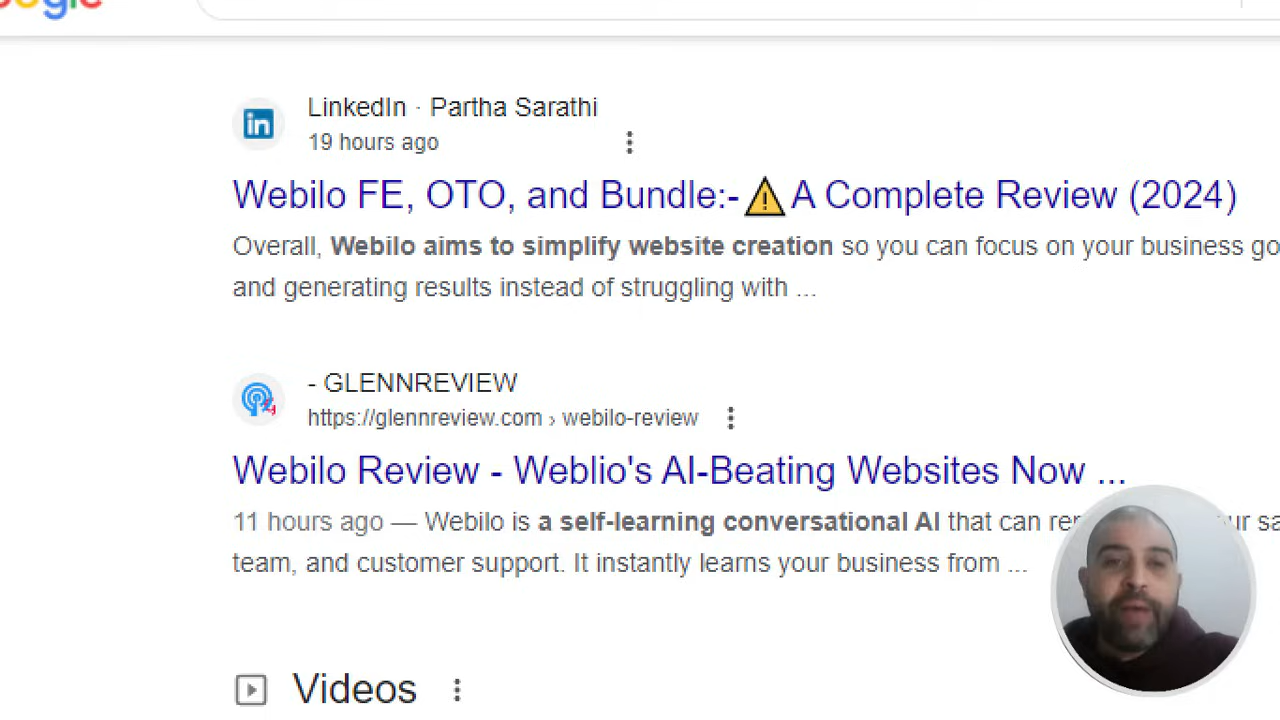 LinkedIn · Partha Sarathi
19 hours ago
Webilo FE, OTO, and Bundle:-⚠️A Complete Review (2024)
Overall, Webilo aims to simplify website creation so you can focus on your business go
and generating results instead of struggling with ...
- GLENNREVIEW
https://glennreview.com › webilo-review
Webilo Review - Weblio's AI-Beating Websites Now ...
11 hours ago — Webilo is a self-learning conversational AI that can
team, and customer support. It instantly learns your business from ...
Videos